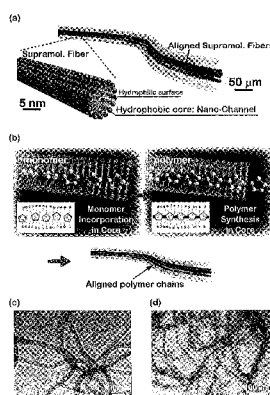 (a)
Supramol. Fiber
Aligned Supramol. Fiber
Hydrophilic surface
50 μm
5 nm
Hydrophobic core: Nano-Channel
(b)
monomer
polymer
Monomer
Incorporation
in Core
Polymer
Synthesis
in Core
Aligned polymer chains
(c)
(d)